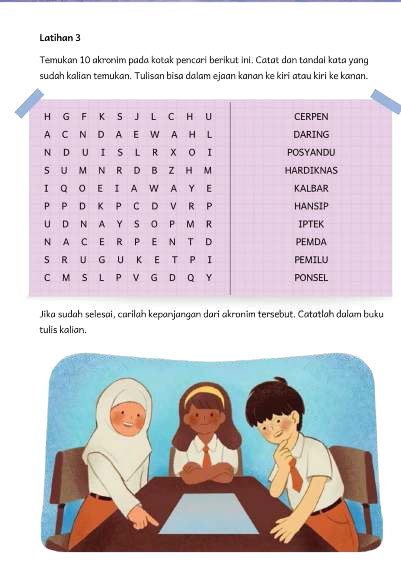 Latihan 3
Temukan 10 akronim pada kotak pencari berikut ini. Catat dan tandai kata yang
sudah kalian temukan. Tulisan bisa dalam ejaan kanan ke kiri atau kiri ke kanan.
H G F K S J L C H U CERPEN
A C N D A E W A H L DARING
N D U I S L R X O I POSYANDU
S U M N R D B Z H M HARDIKNAS
I Q O E I A W A Y E KALBAR
P P D K P C D V R P HANSIP
U D N A Y S O P M R IPTEK
N A C E R P E N T D PEMDA
S R U G U K E T P I PEMILU
C M S L P V G D Q Y PONSEL
Jika sudah selesai, carilah kepanjangan dari akronim tersebut. Catatlah dalam buku
tulis kalian.